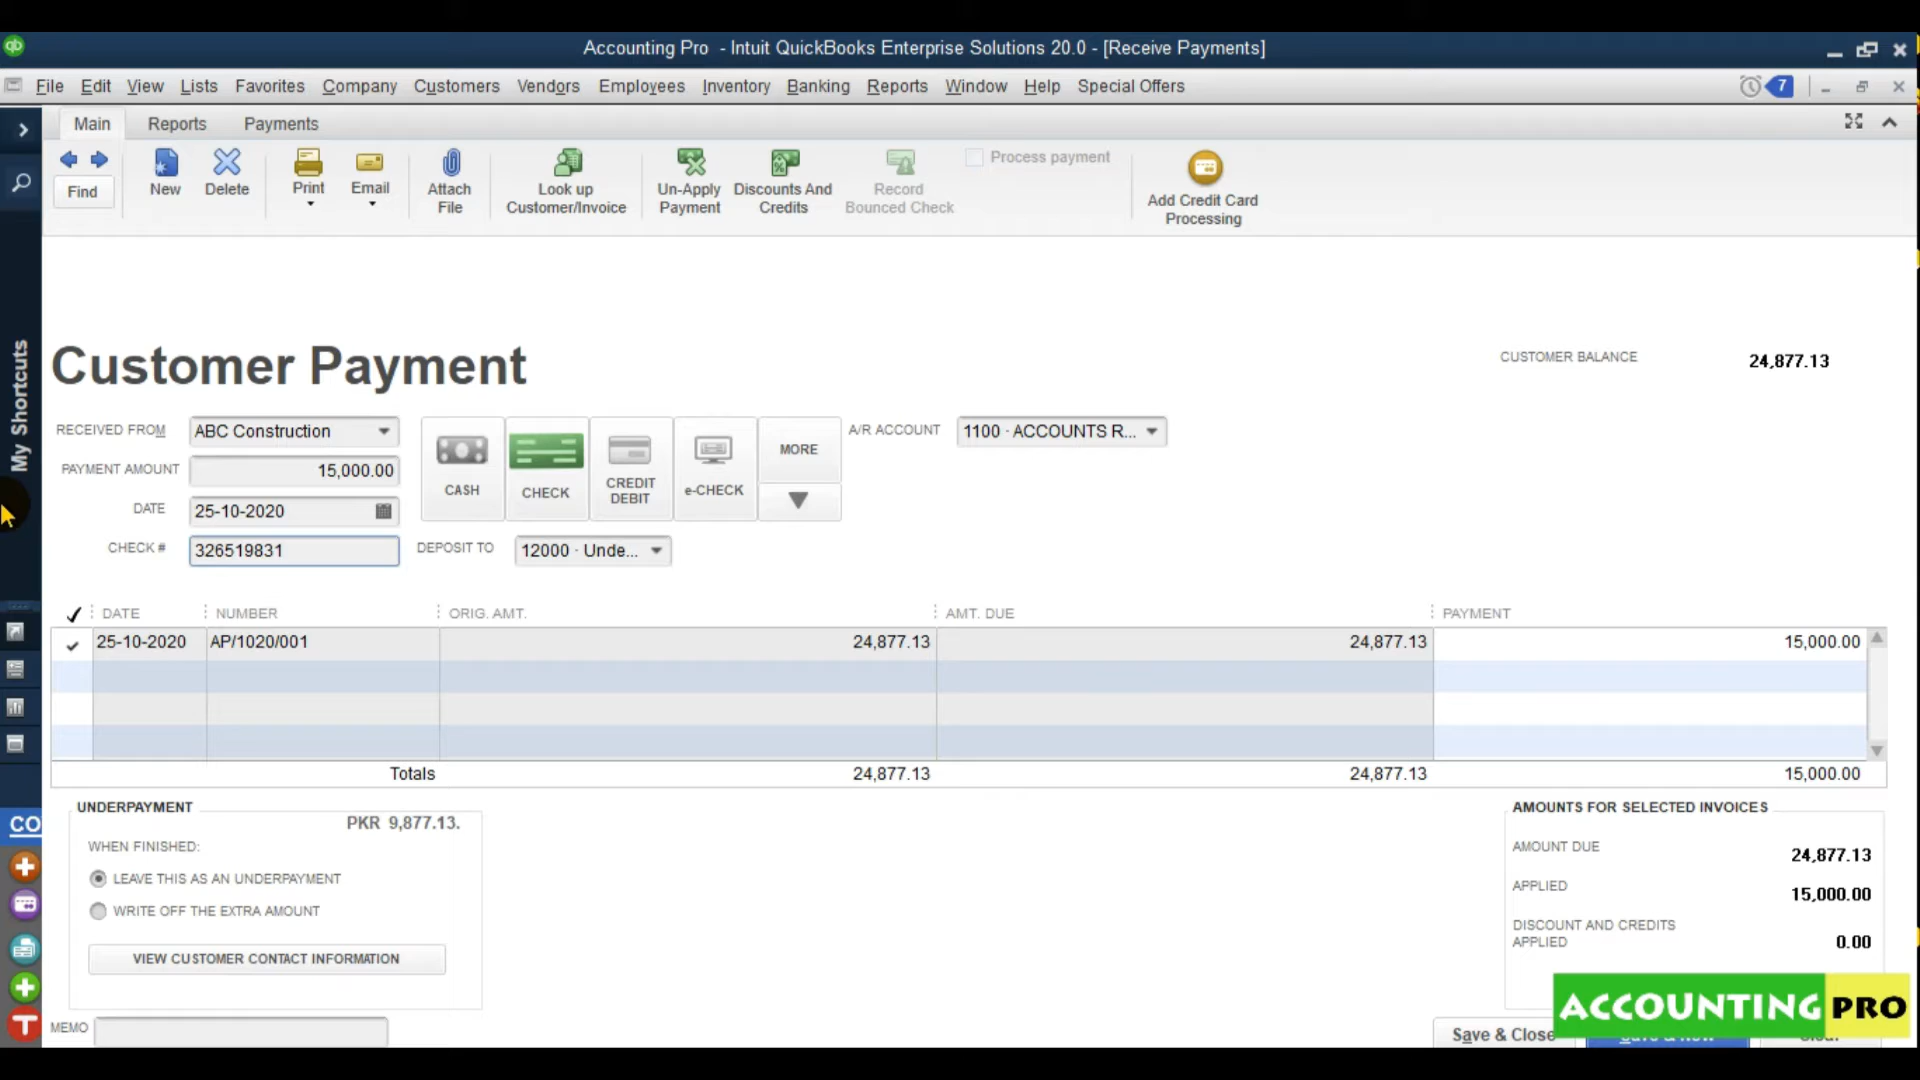 Accounting Pro - Intuit QuickBooks Enterprise Solutions 20.0 - [Receive Payments]
File Edit View Lists Favorites Company Customers Vendors Employees Inventory Banking Reports Window Help Special Offers 7
Main Reports Payments
Find New Delete Print Email Attach File Look up Customer/Invoice Un-Apply Payment Discounts And Credits Record Bounced Check Process payment Add Credit Card Processing
My Shortcuts
Customer Payment
CUSTOMER BALANCE 24,877.13
RECEIVED FROM ABC Construction
PAYMENT AMOUNT 15,000.00
DATE 25-10-2020
CHECK # 326519831
CASH CHECK CREDIT DEBIT e-CHECK MORE
A/R ACCOUNT 1100 · ACCOUNTS R...
DEPOSIT TO 12000 · Unde...
DATE NUMBER ORIG. AMT. AMT. DUE PAYMENT
25-10-2020 AP/1020/001 24,877.13 24,877.13 15,000.00
Totals 24,877.13 24,877.13 15,000.00
UNDERPAYMENT
PKR 9,877.13.
WHEN FINISHED:
LEAVE THIS AS AN UNDERPAYMENT
WRITE OFF THE EXTRA AMOUNT
VIEW CUSTOMER CONTACT INFORMATION
MEMO
AMOUNTS FOR SELECTED INVOICES
AMOUNT DUE 24,877.13
APPLIED 15,000.00
DISCOUNT AND CREDITS APPLIED 0.00
CO
ACCOUNTING PRO
Save & Close